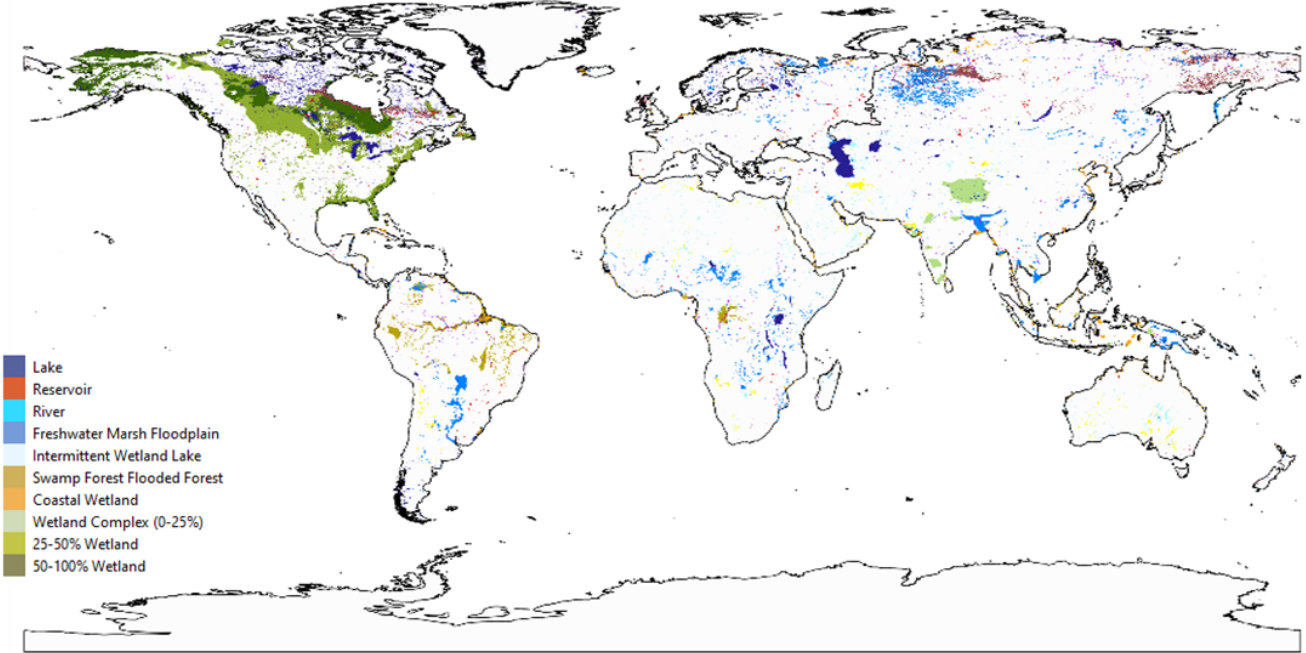 Lake
Reservoir
River
Freshwater Marsh Floodplain
Intermittent Wetland Lake
Swamp Forest Flooded Forest
Coastal Wetland
Wetland Complex (0-25%)
25-50% Wetland
50-100% Wetland